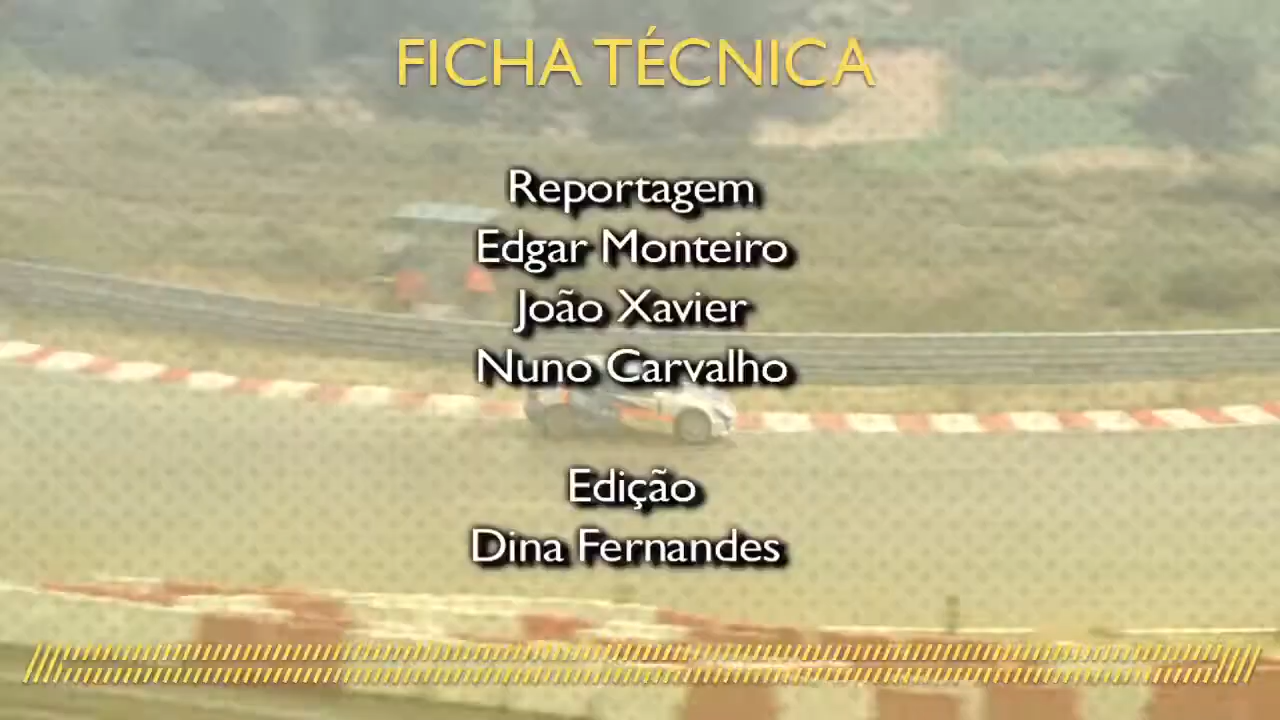 FICHA TÉCNICA
Reportagem
Edgar Monteiro
João Xavier
Nuno Carvalho
Edição
Dina Fernandes